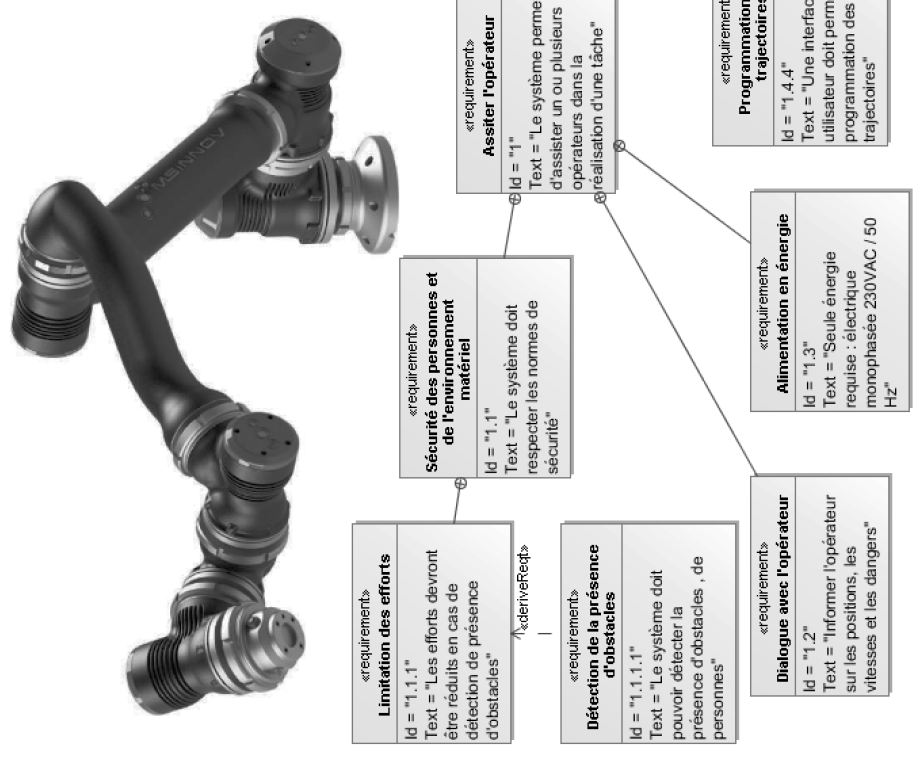 MSINNOV
«requirement»
Limitation des efforts
Id = "1.1.1"
Text = "Les efforts devront
être réduits en cas de
détection de présence
d'obstacles"
«deriveReqt»
«requirement»
Détection de la présence
d'obstacles
Id = "1.1.1.1"
Text = "Le système doit
pouvoir détecter la
présence d'obstacles , de
personnes"
«requirement»
Sécurité des personnes et
de l'environnement
matériel
Id = "1.1"
Text = "Le système doit
respecter les normes de
sécurité"
«requirement»
Assiter l'opérateur
Id = "1"
Text = "Le système perme
d'assister un ou plusieurs
opérateurs dans la
réalisation d'une tâche"
«requirement»
Dialogue avec l'opérateur
Id = "1.2"
Text = "Informer l'opérateur
sur les positions, les
vitesses et les dangers"
«requirement»
Alimentation en énergie
Id = "1.3"
Text = "Seule énergie
requise : électrique
monophasée 230VAC / 50
Hz"
«requirement»
Programmation
trajectoires
Id = "1.4.4"
Text = "Une interfac
utilisateur doit perm
programmation des
trajectoires"